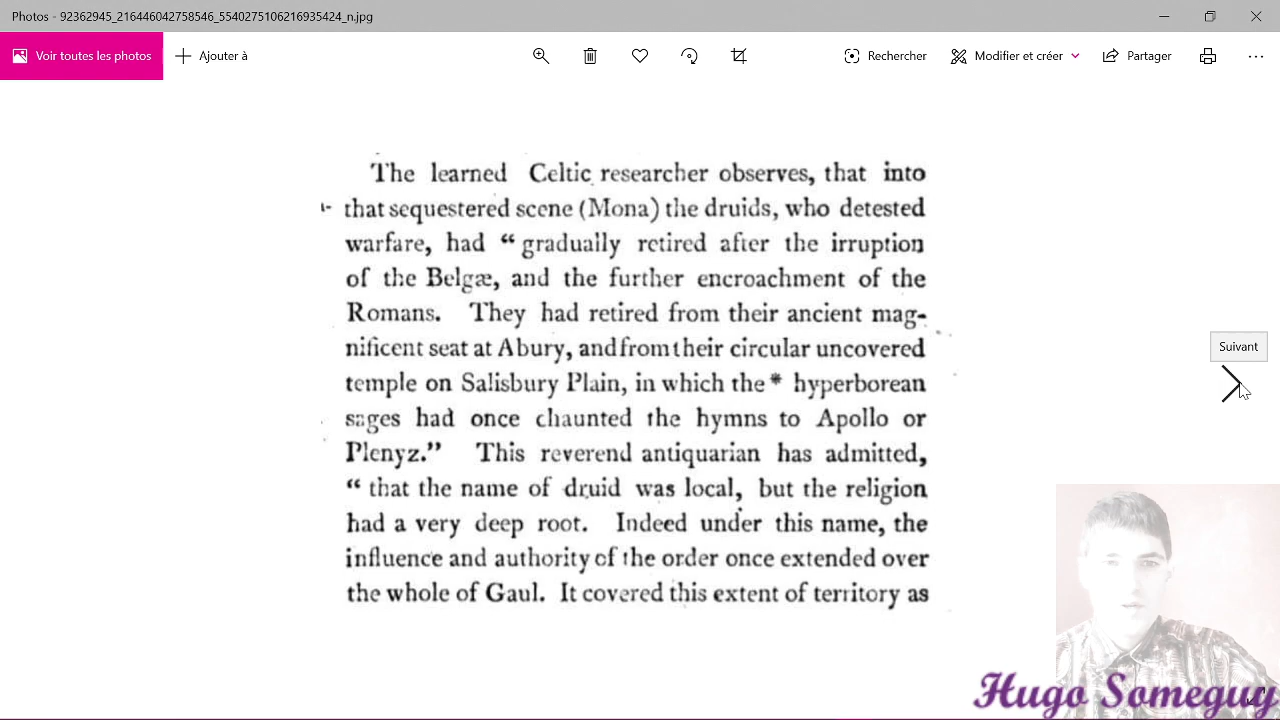 Photos - 92362945_216446042758546_5540275106216935424_n.jpg
Voir toutes les photos
Ajouter à
Rechercher
Modifier et créer
Partager
The learned Celtic researcher observes, that into
that sequestered scene (Mona) the druids, who detested
warfare, had “ gradually retired after the irruption
of the Belgæ, and the further encroachment of the
Romans. They had retired from their ancient mag-
nificent seat at Abury, and from their circular uncovered
temple on Salisbury Plain, in which the * hyperborean
sages had once chaunted the hymns to Apollo or
Plenyz.” This reverend antiquarian has admitted,
“ that the name of druid was local, but the religion
had a very deep root. Indeed under this name, the
influence and authority of the order once extended over
the whole of Gaul. It covered this extent of territory as
Suivant
Hugo Someguy